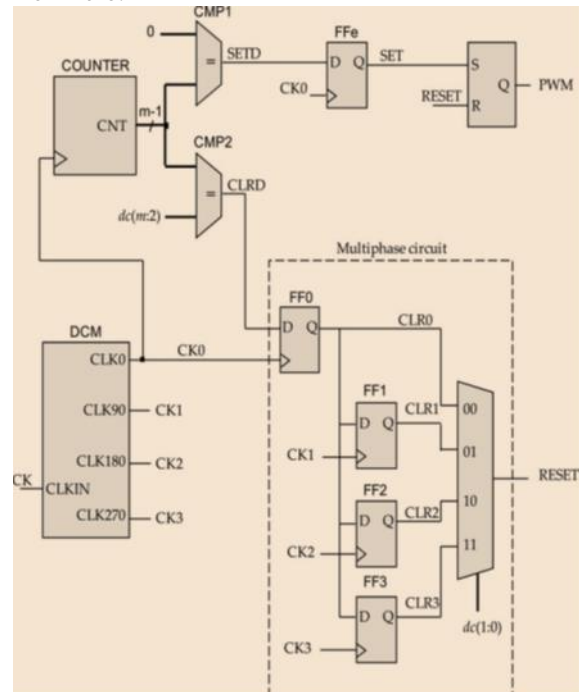 CMP1
0
FFe
SETD
D Q
SET
S
COUNTER
CK0
Q
PWM
m-1
RESET
R
CNT
CMP2
CLRD
dc(m:2)
Multiphase circuit
FF0
DCM
D Q
CLR0
CK0
CLK0
FF1
00
CLK90
CK1
D Q
CLR1
01
CK1
CLK180
CK2
FF2
RESET
CK
CLKIN
D Q
CLR2
10
CLK270
CK3
CK2
11
FF3
D Q
CLR3
dc(1:0)
CK3